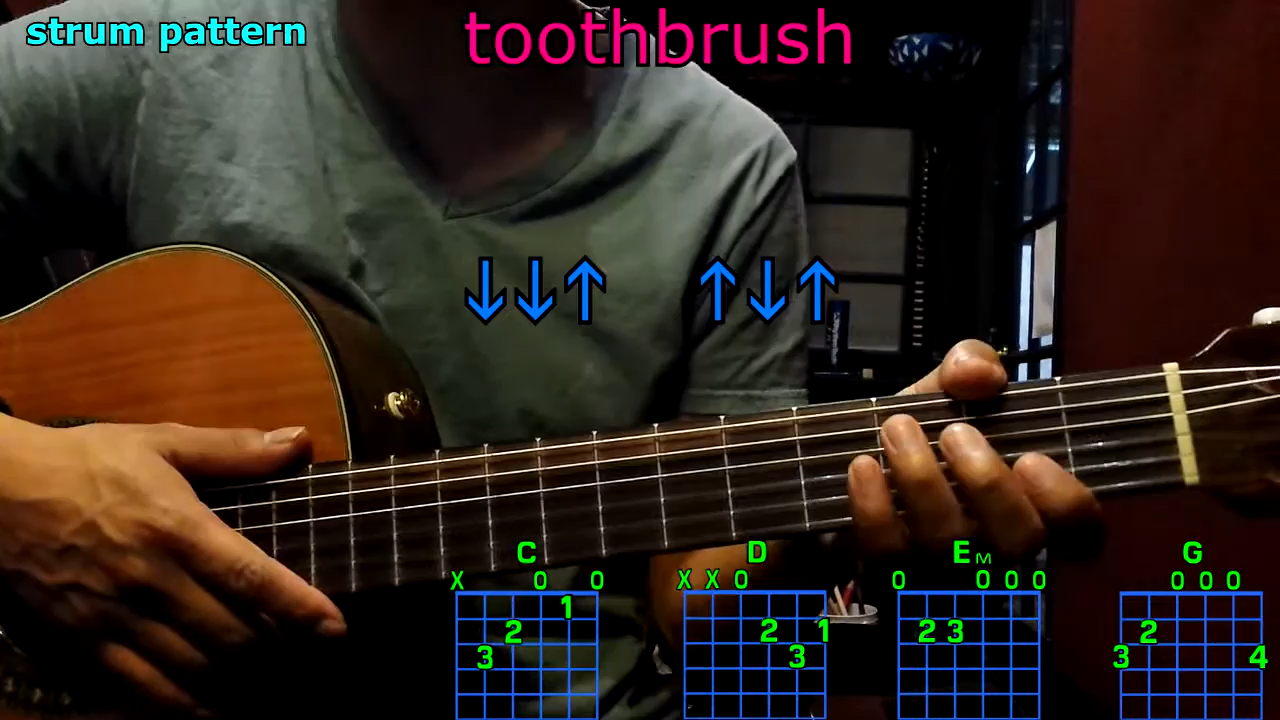 strum pattern
toothbrush
↓↓↑ ↑↓↑
C
X 0 0
1
2
3
D
X X 0
2 1
3
Em
0 0 0 0
2 3
G
0 0 0
2
3 4